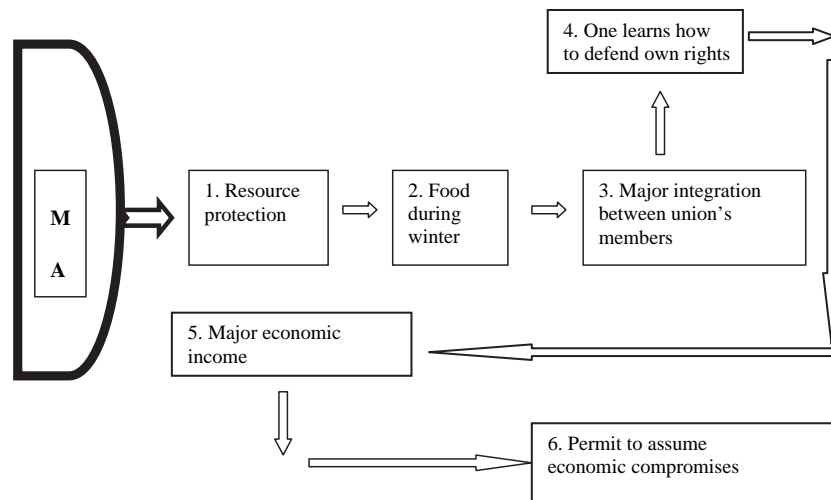 4. One learns how
to defend own rights
M
A
1. Resource
protection
2. Food
during
winter
3. Major integration
between union’s
members
5. Major economic
income
6. Permit to assume
economic compromises